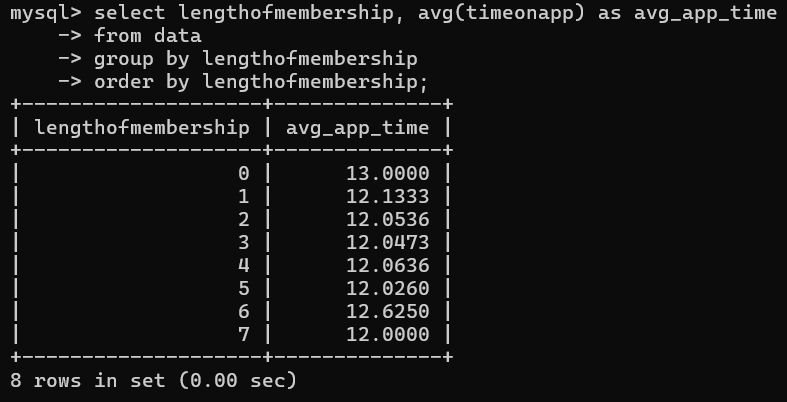 mysql> select lengthofmembership, avg(timeonapp) as avg_app_time
    -> from data
    -> group by lengthofmembership
    -> order by lengthofmembership;
+--------------------+--------------+
| lengthofmembership | avg_app_time |
+--------------------+--------------+
|                  0 |      13.0000 |
|                  1 |      12.1333 |
|                  2 |      12.0536 |
|                  3 |      12.0473 |
|                  4 |      12.0636 |
|                  5 |      12.0260 |
|                  6 |      12.6250 |
|                  7 |      12.0000 |
+--------------------+--------------+
8 rows in set (0.00 sec)